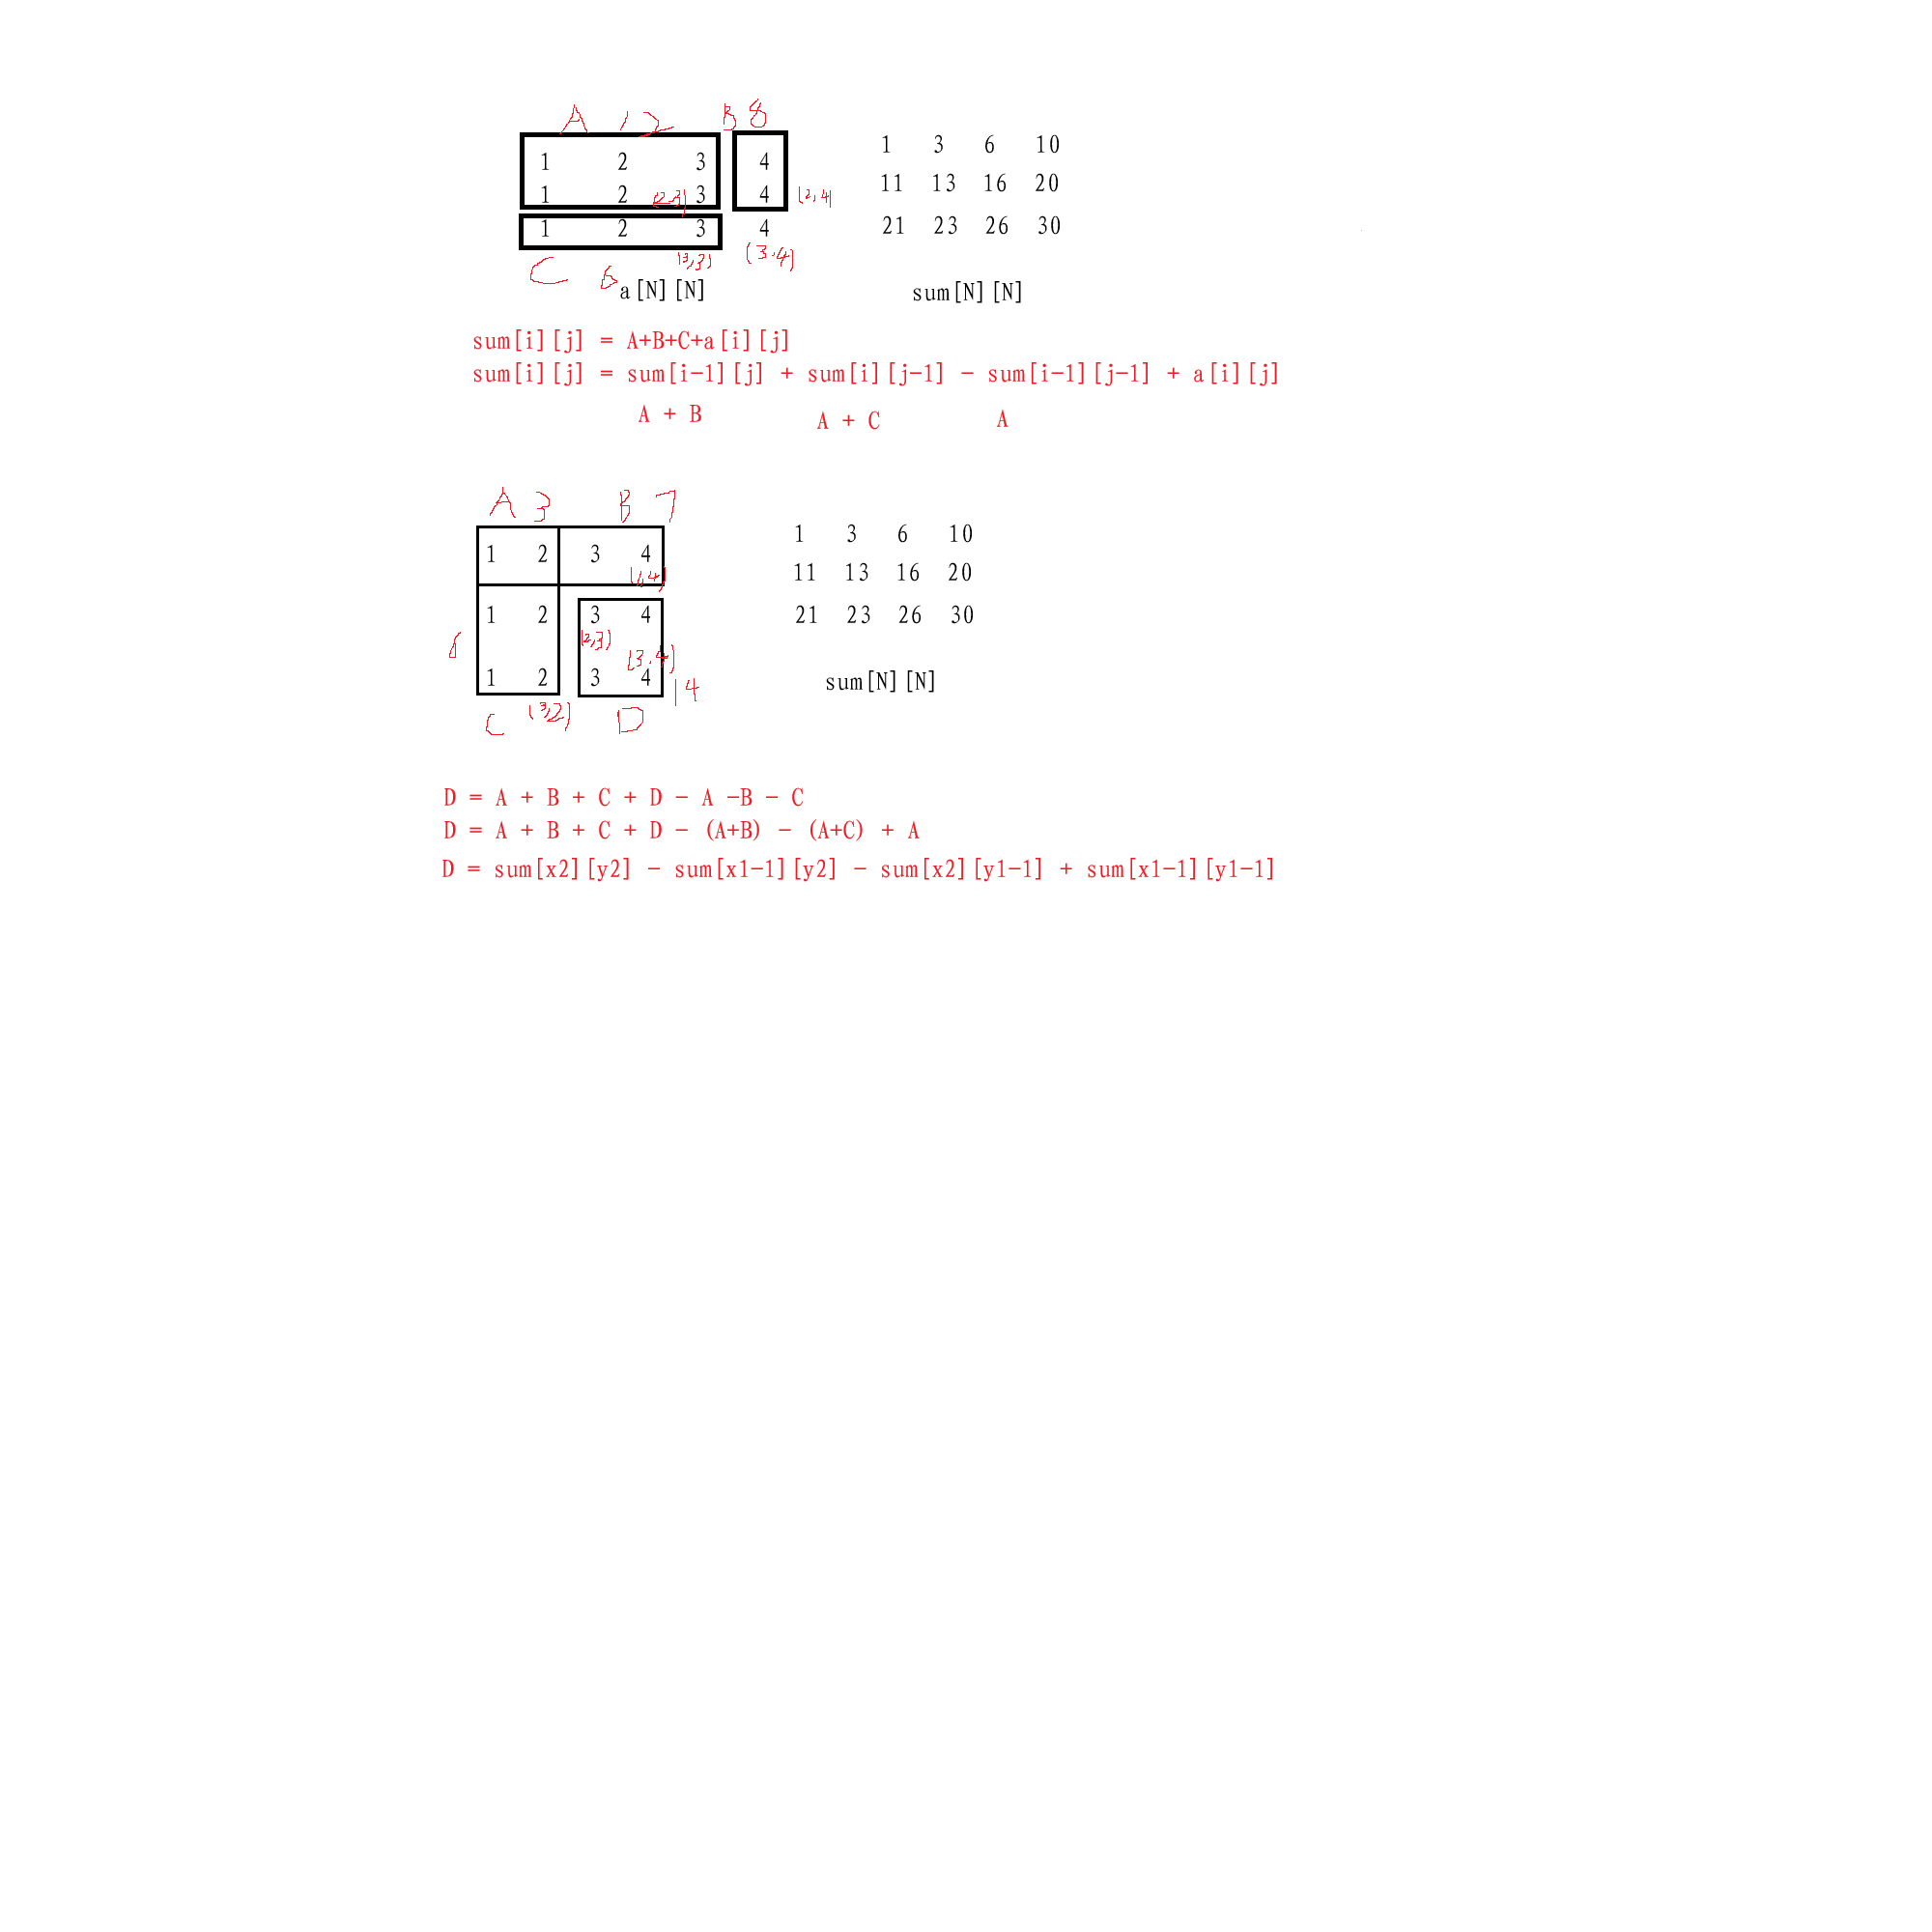 A 12 B 8
1 2 3 4 1 3 6 10
1 2 (2,3) 3 4 (2,4) 11 13 16 20
1 2 3 4 21 23 26 30
C 6 (3,3) (3,4)
a[N][N] sum[N][N]
sum[i][j] = A+B+C+a[i][j]
sum[i][j] = sum[i-1][j] + sum[i][j-1] - sum[i-1][j-1] + a[i][j]
A + B A + C A
A 3 B 7
1 2 3 4 1 3 6 10
(1,4) 11 13 16 20
1 2 3 4 21 23 26 30
(2,3) (3,4)
1 2 3 4 14 sum[N][N]
C (3,2) D
D = A + B + C + D - A -B - C
D = A + B + C + D - (A+B) - (A+C) + A
D = sum[x2][y2] - sum[x1-1][y2] - sum[x2][y1-1] + sum[x1-1][y1-1]